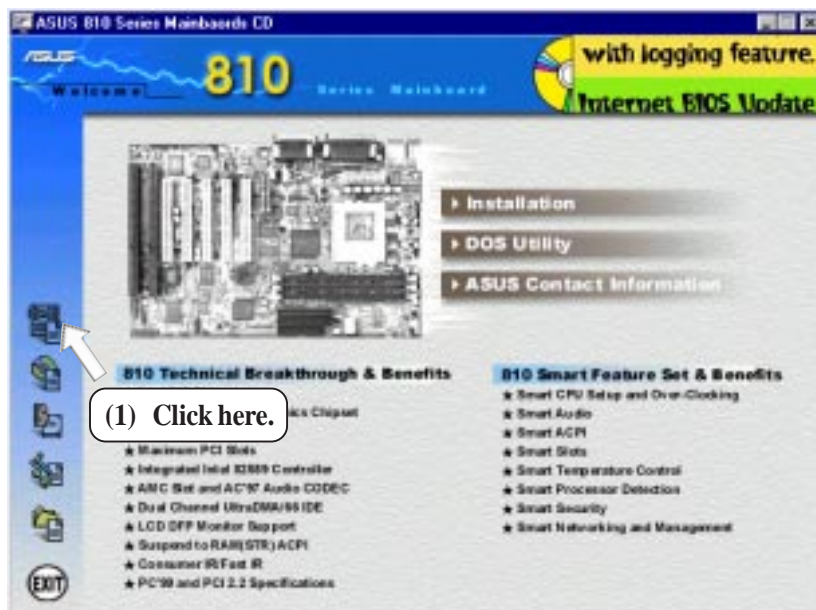 ASUS 810 Series Mainbaords CD
ASUS
Welcome
810
Series Mainboard
with logging feature.
Internet BIOS Update
Installation
DOS Utility
ASUS Contact Information
810 Technical Breakthrough & Benefits
(1) Click here.
Chipset
★ Maximum PCI Slots
★ Integrated Intel Controller
★ AMC Slot and AC'97 Audio CODEC
★ Dual Channel UltraDMA/66 IDE
★ LCD DFP Monitor Support
★ Suspend to RAM(STR) ACPI
★ Consumer IR/Fast IR
★ PC'99 and PCI 2.2 Specifications
810 Smart Feature Set & Benefits
★ Smart CPU Setup and Over-Clocking
★ Smart Audio
★ Smart ACPI
★ Smart Slots
★ Smart Temperature Control
★ Smart Processor Detection
★ Smart Security
★ Smart Networking and Management
EXIT